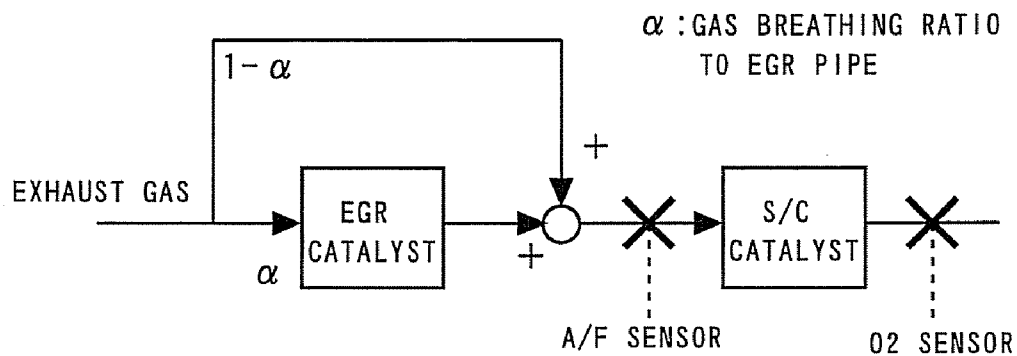 α :GAS BREATHING RATIO
TO EGR PIPE
1-α
+
EXHAUST GAS
EGR
CATALYST
S/C
CATALYST
+
α
A/F SENSOR
O2 SENSOR